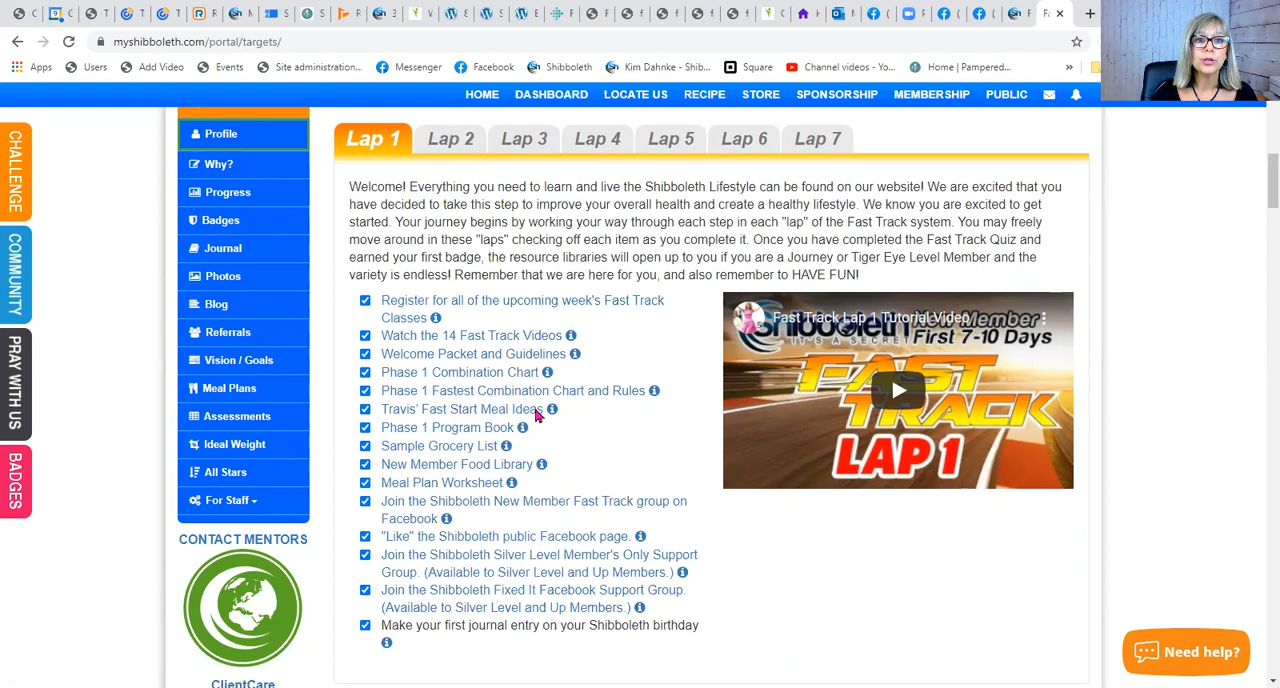 myshibboleth.com/portal/targets/
Apps Users Add Video Events Site administration... Messenger Shibboleth Kim Dahnke - Shib... Square Channel videos - Yo... Home | Pampered... »
HOME DASHBOARD LOCATE US RECIPE STORE SPONSORSHIP MEMBERSHIP PUBLIC
CHALLENGE
COMMUNITY
PRAY WITH US
BADGES
Profile
Why?
Progress
Badges
Journal
Photos
Blog
Referrals
Vision / Goals
Meal Plans
Assessments
Ideal Weight
All Stars
For Staff
CONTACT MENTORS
ClientCare
Lap 1 Lap 2 Lap 3 Lap 4 Lap 5 Lap 6 Lap 7
Welcome! Everything you need to learn and live the Shibboleth Lifestyle can be found on our website! We are excited that you
have decided to take this step to improve your overall health and create a healthy lifestyle. We know you are excited to get
started. Your journey begins by working your way through each step in each "lap" of the Fast Track system. You may freely
move around in these "laps" checking off each item as you complete it. Once you have completed the Fast Track Quiz and
earned your first badge, the resource libraries will open up to you if you are a Journey or Tiger Eye Level Member and the
variety is endless! Remember that we are here for you, and also remember to HAVE FUN!
Register for all of the upcoming week's Fast Track
Classes
Watch the 14 Fast Track Videos
Welcome Packet and Guidelines
Phase 1 Combination Chart
Phase 1 Fastest Combination Chart and Rules
Travis' Fast Start Meal Ideas
Phase 1 Program Book
Sample Grocery List
New Member Food Library
Meal Plan Worksheet
Join the Shibboleth New Member Fast Track group on
Facebook
"Like" the Shibboleth public Facebook page.
Join the Shibboleth Silver Level Member's Only Support
Group. (Available to Silver Level and Up Members.)
Join the Shibboleth Fixed It Facebook Support Group.
(Available to Silver Level and Up Members.)
Make your first journal entry on your Shibboleth birthday
Fast Track Lap 1 Tutorial Video
Shibboleth New Member
IT'S A SECRET
First 7-10 Days
FAST
TRACK
LAP 1
Need help?